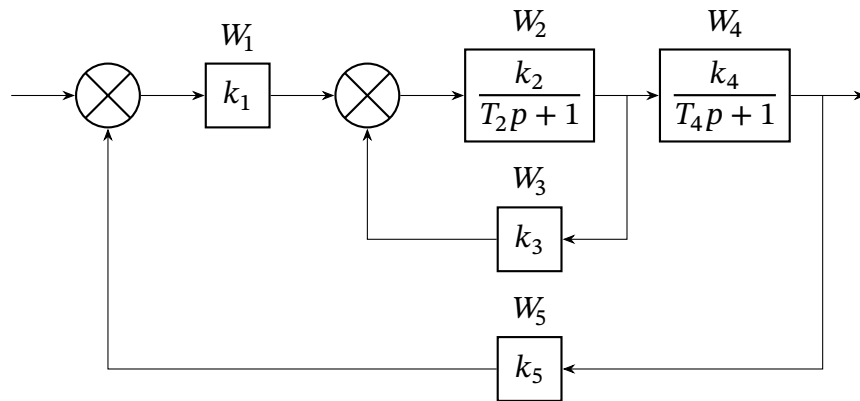 W₁
W₂
W₄
k₁
k₂
T₂p + 1
k₄
T₄p + 1
W₃
k₃
W₅
k₅